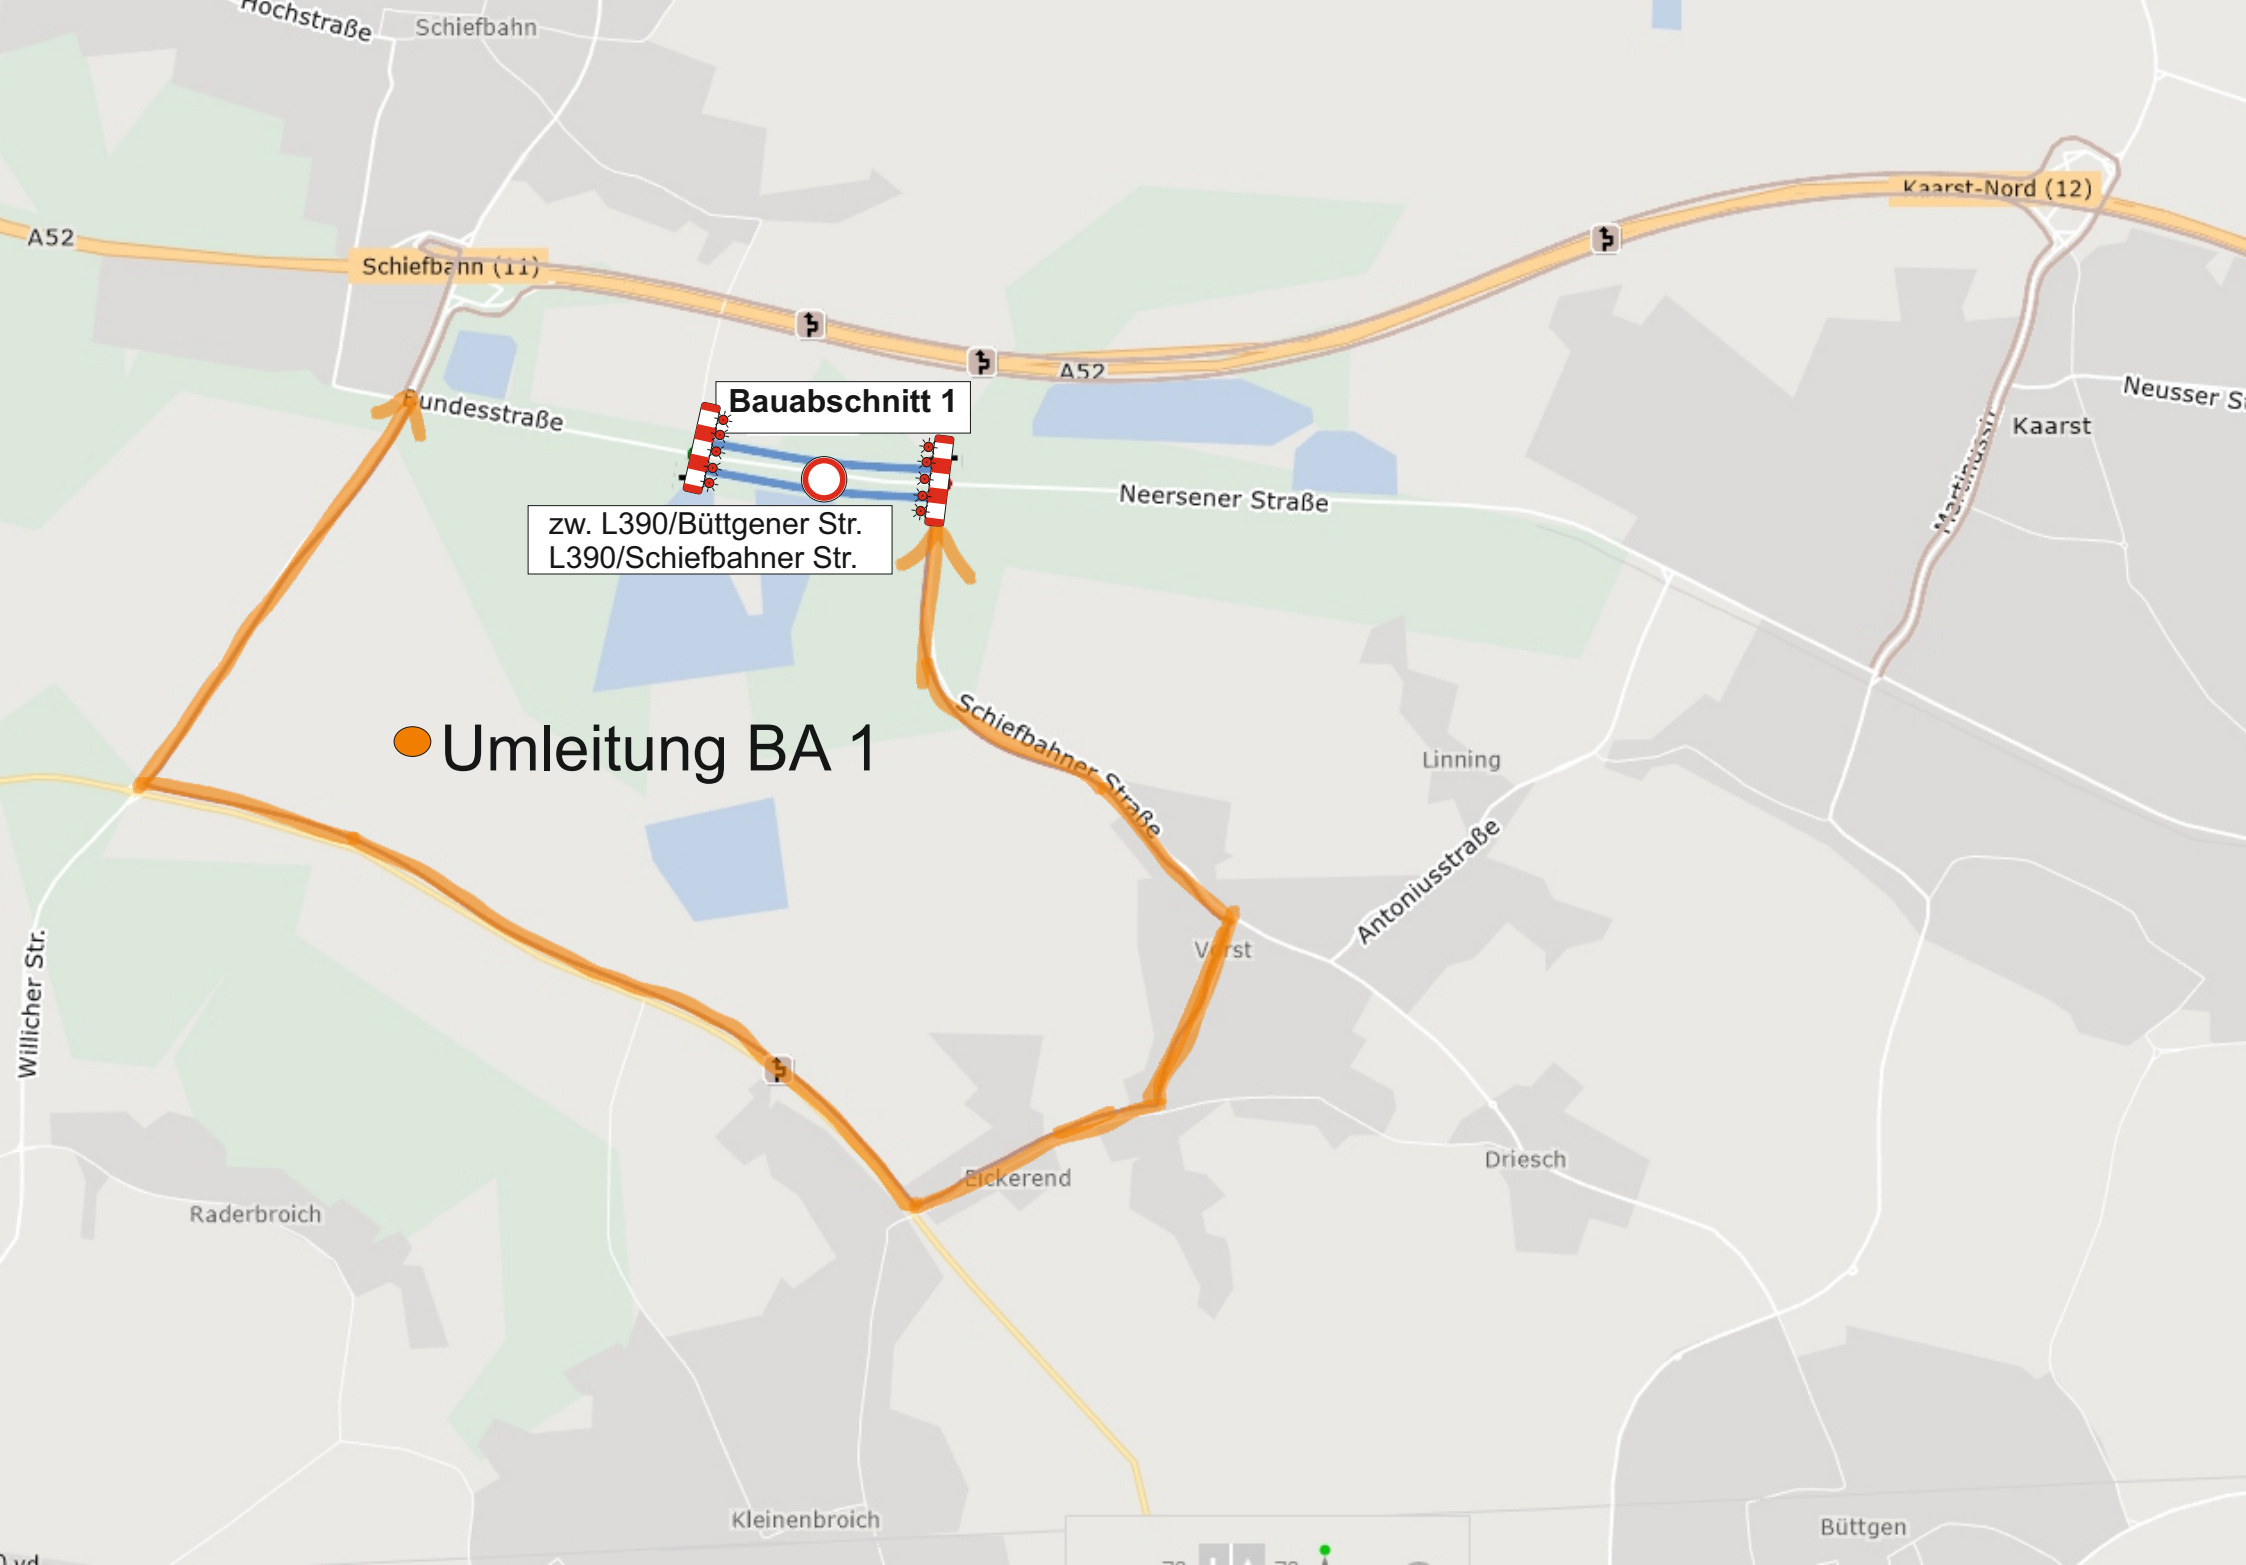 Hochstraße
Schiefbahn
A52
Schiefbahn (11)
Kaarst-Nord (12)
A52
Bundesstraße
Bauabschnitt 1
Neusser
Kaarst
Martinusstr
Neersener Straße
zw. L390/Büttgener Str.
L390/Schiefbahner Str.
Umleitung BA 1
Schiefbahner Straße
Linning
Antoniusstraße
Vorst
Willicher Str.
Eickerend
Driesch
Raderbroich
Kleinenbroich
Büttgen
yd